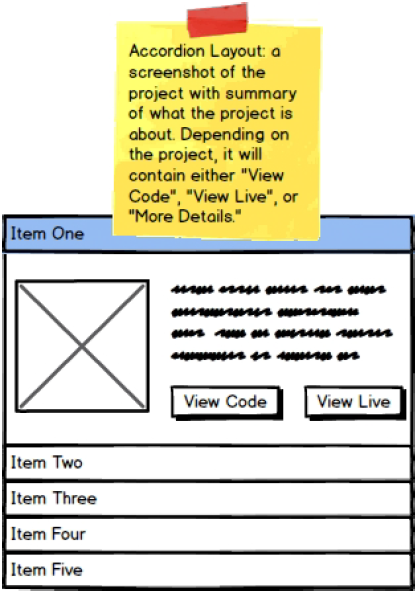 Accordion Layout: a
screenshot of the
project with summary
of what the project is
about. Depending on
the project, it will
contain either "View
Code", "View Live", or
"More Details."
Item One
View Code
View Live
Item Two
Item Three
Item Four
Item Five